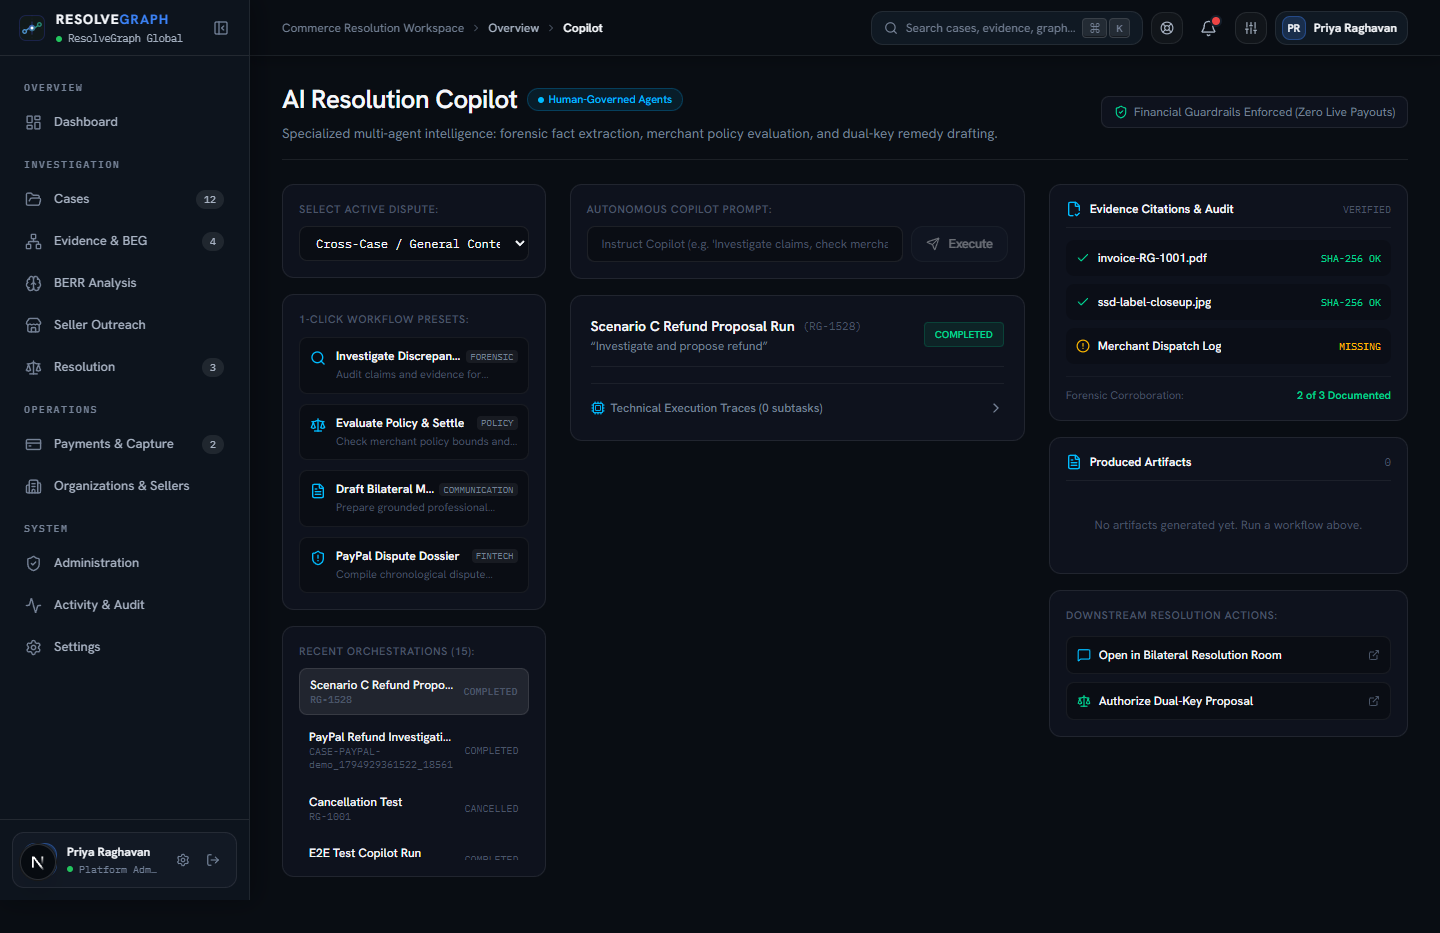 RESOLVEGRAPH
ResolveGraph Global
Commerce Resolution Workspace > Overview > Copilot
Search cases, evidence, graph... ⌘ K
PR Priya Raghavan
OVERVIEW
Dashboard
INVESTIGATION
Cases 12
Evidence & BEG 4
BERR Analysis
Seller Outreach
Resolution 3
OPERATIONS
Payments & Capture 2
Organizations & Sellers
SYSTEM
Administration
Activity & Audit
Settings
N Priya Raghavan
Platform Adm...
AI Resolution Copilot Human-Governed Agents
Specialized multi-agent intelligence: forensic fact extraction, merchant policy evaluation, and dual-key remedy drafting.
Financial Guardrails Enforced (Zero Live Payouts)
SELECT ACTIVE DISPUTE:
Cross-Case / General Conte
1-CLICK WORKFLOW PRESETS:
Investigate Discrepan... FORENSIC
Audit claims and evidence for...
Evaluate Policy & Settle POLICY
Check merchant policy bounds and...
Draft Bilateral M... COMMUNICATION
Prepare grounded professional...
PayPal Dispute Dossier FINTECH
Compile chronological dispute...
RECENT ORCHESTRATIONS (15):
Scenario C Refund Propo... COMPLETED
RG-1528
PayPal Refund Investigati... COMPLETED
CASE-PAYPAL-
demo_1794929361522_18561
Cancellation Test CANCELLED
RG-1001
E2E Test Copilot Run COMPLETED
AUTONOMOUS COPILOT PROMPT:
Instruct Copilot (e.g. 'Investigate claims, check mercha Execute
Scenario C Refund Proposal Run (RG-1528) COMPLETED
“Investigate and propose refund”
Technical Execution Traces (0 subtasks)
Evidence Citations & Audit VERIFIED
invoice-RG-1001.pdf SHA-256 OK
ssd-label-closeup.jpg SHA-256 OK
Merchant Dispatch Log MISSING
Forensic Corroboration: 2 of 3 Documented
Produced Artifacts 0
No artifacts generated yet. Run a workflow above.
DOWNSTREAM RESOLUTION ACTIONS:
Open in Bilateral Resolution Room
Authorize Dual-Key Proposal